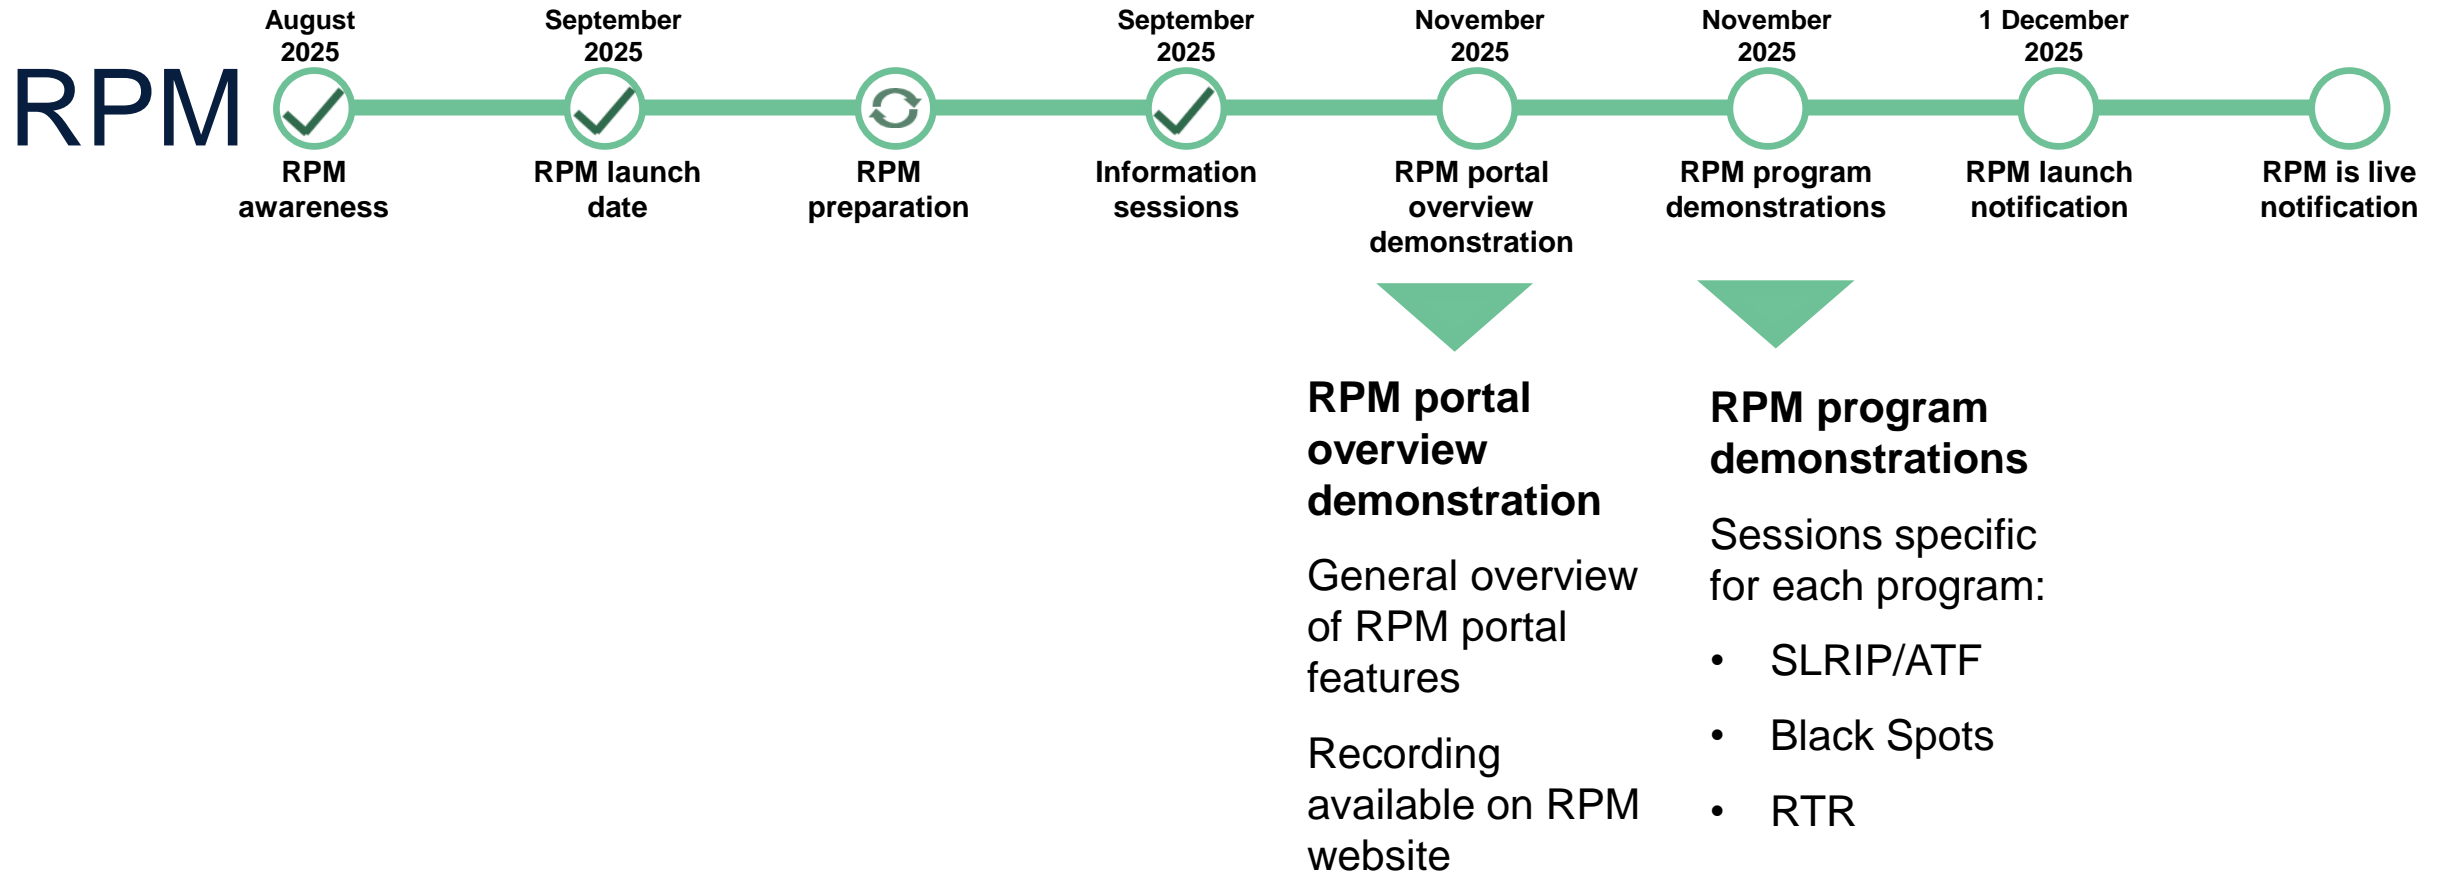 RPM
August
2025
RPM
awareness
September
2025
RPM launch
date
RPM
preparation
September
2025
Information
sessions
November
2025
RPM portal
overview
demonstration
November
2025
RPM program
demonstrations
1 December
2025
RPM launch
notification
RPM is live
notification
RPM portal
overview
demonstration
General overview
of RPM portal
features
Recording
available on RPM
website
RPM program
demonstrations
Sessions specific
for each program:
• SLRIP/ATF
• Black Spots
• RTR